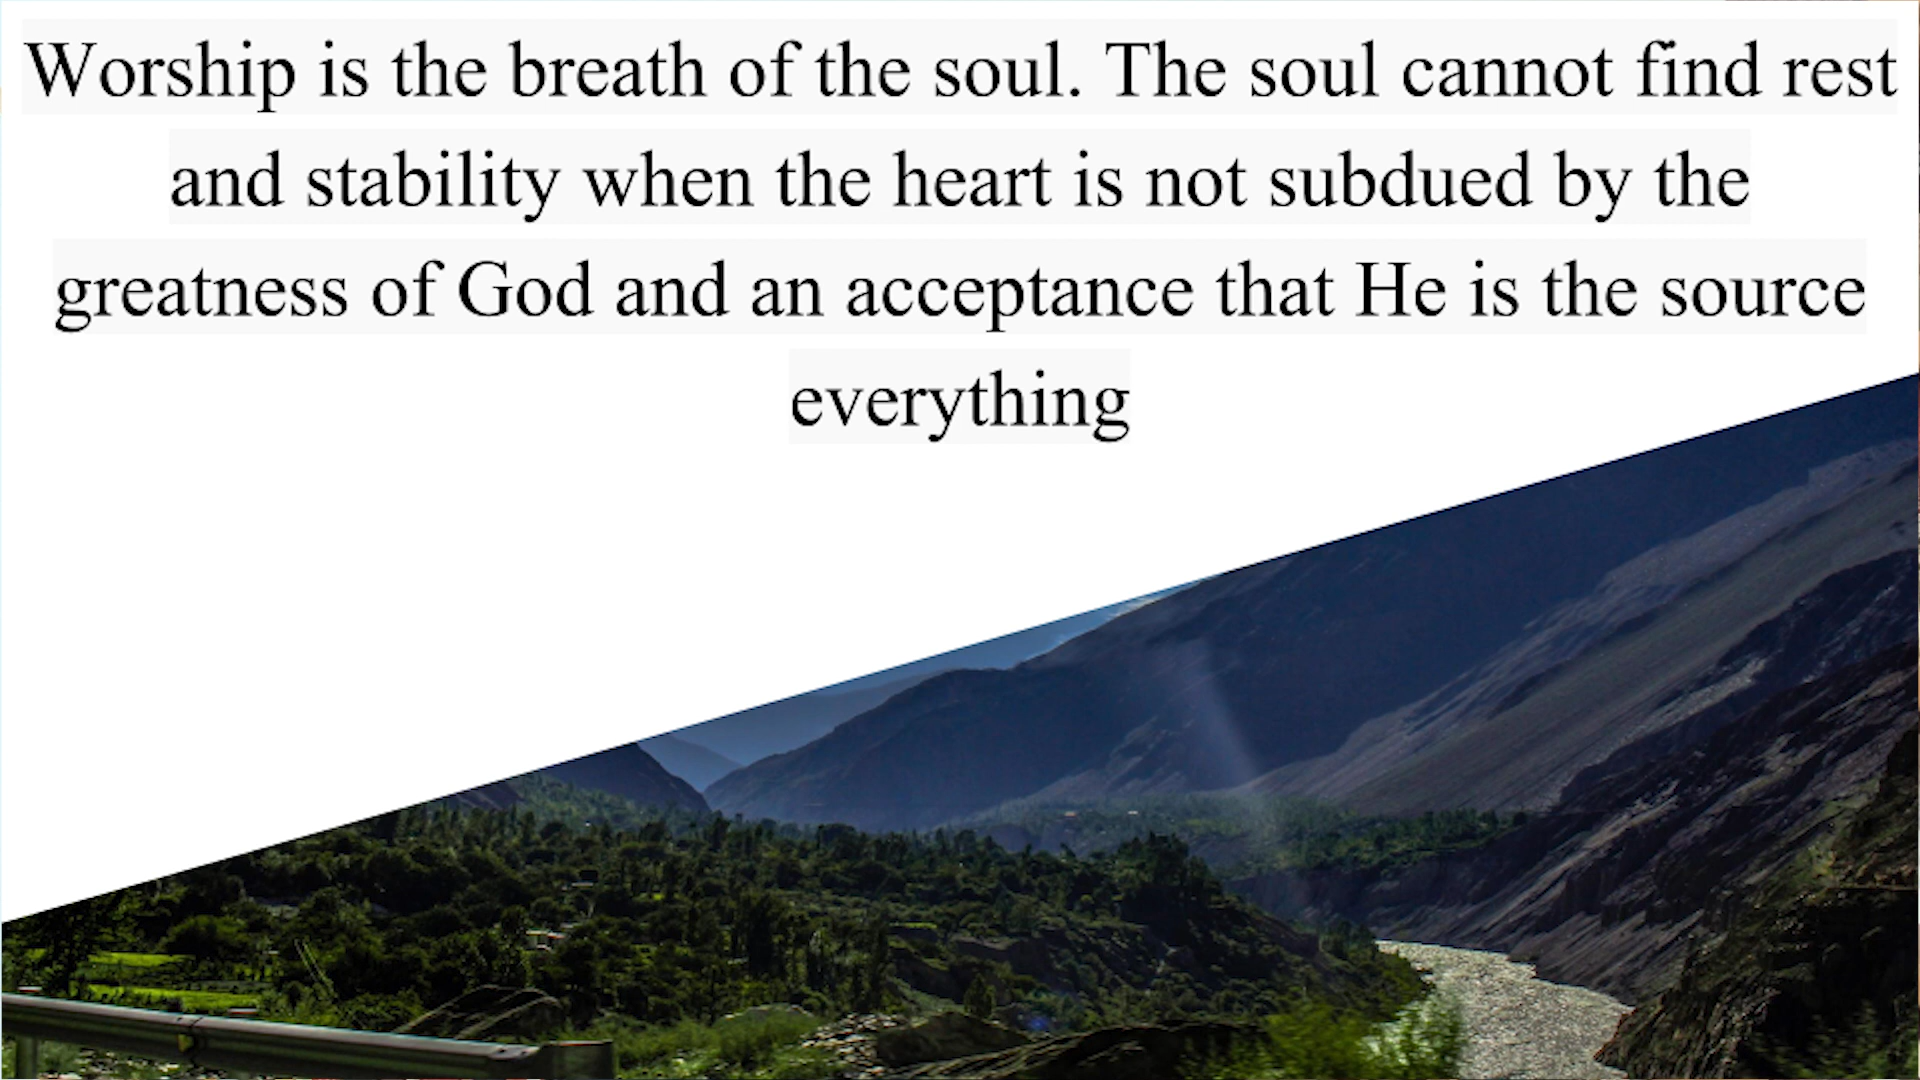 Worship is the breath of the soul. The soul cannot find rest
and stability when the heart is not subdued by the
greatness of God and an acceptance that He is the source
everything